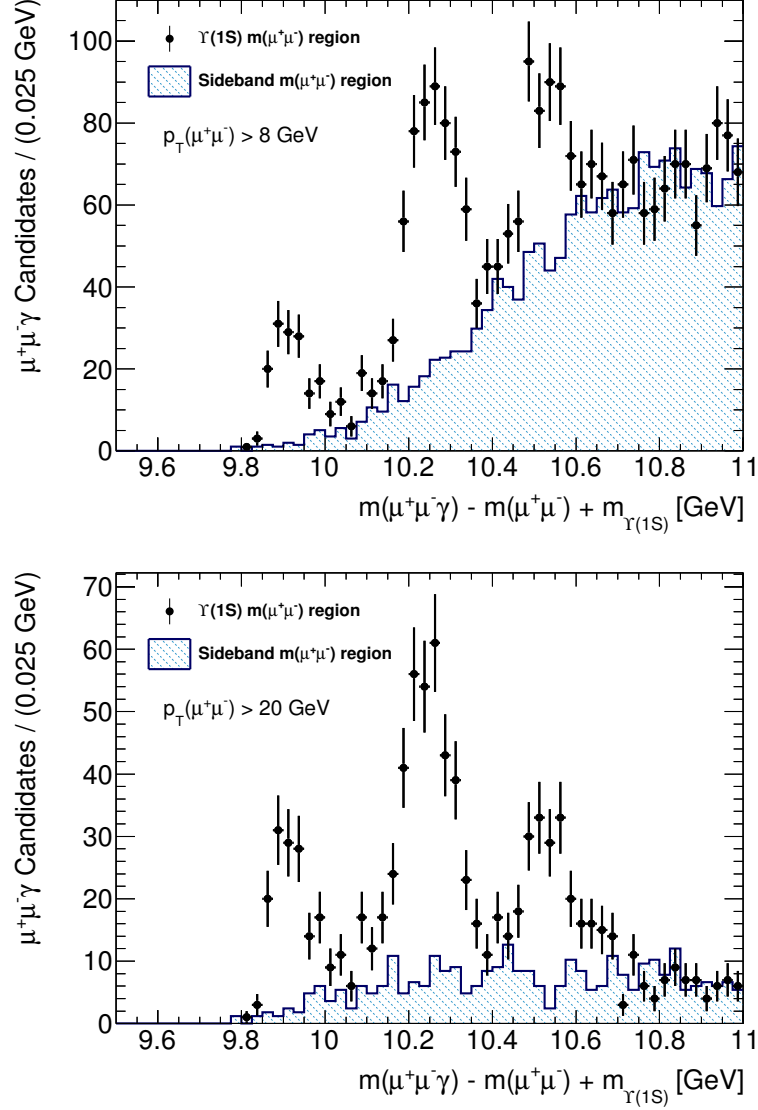 μ⁺μ⁻γ Candidates / (0.025 GeV)
100
80
60
40
20
0
ϒ(1S) m(μ⁺μ⁻) region
Sideband m(μ⁺μ⁻) region
p_T(μ⁺μ⁻) > 8 GeV
9.6 9.8 10 10.2 10.4 10.6 10.8 11
m(μ⁺μ⁻γ) - m(μ⁺μ⁻) + m_ϒ(1S) [GeV]
μ⁺μ⁻γ Candidates / (0.025 GeV)
70
60
50
40
30
20
10
0
ϒ(1S) m(μ⁺μ⁻) region
Sideband m(μ⁺μ⁻) region
p_T(μ⁺μ⁻) > 20 GeV
9.6 9.8 10 10.2 10.4 10.6 10.8 11
m(μ⁺μ⁻γ) - m(μ⁺μ⁻) + m_ϒ(1S) [GeV]